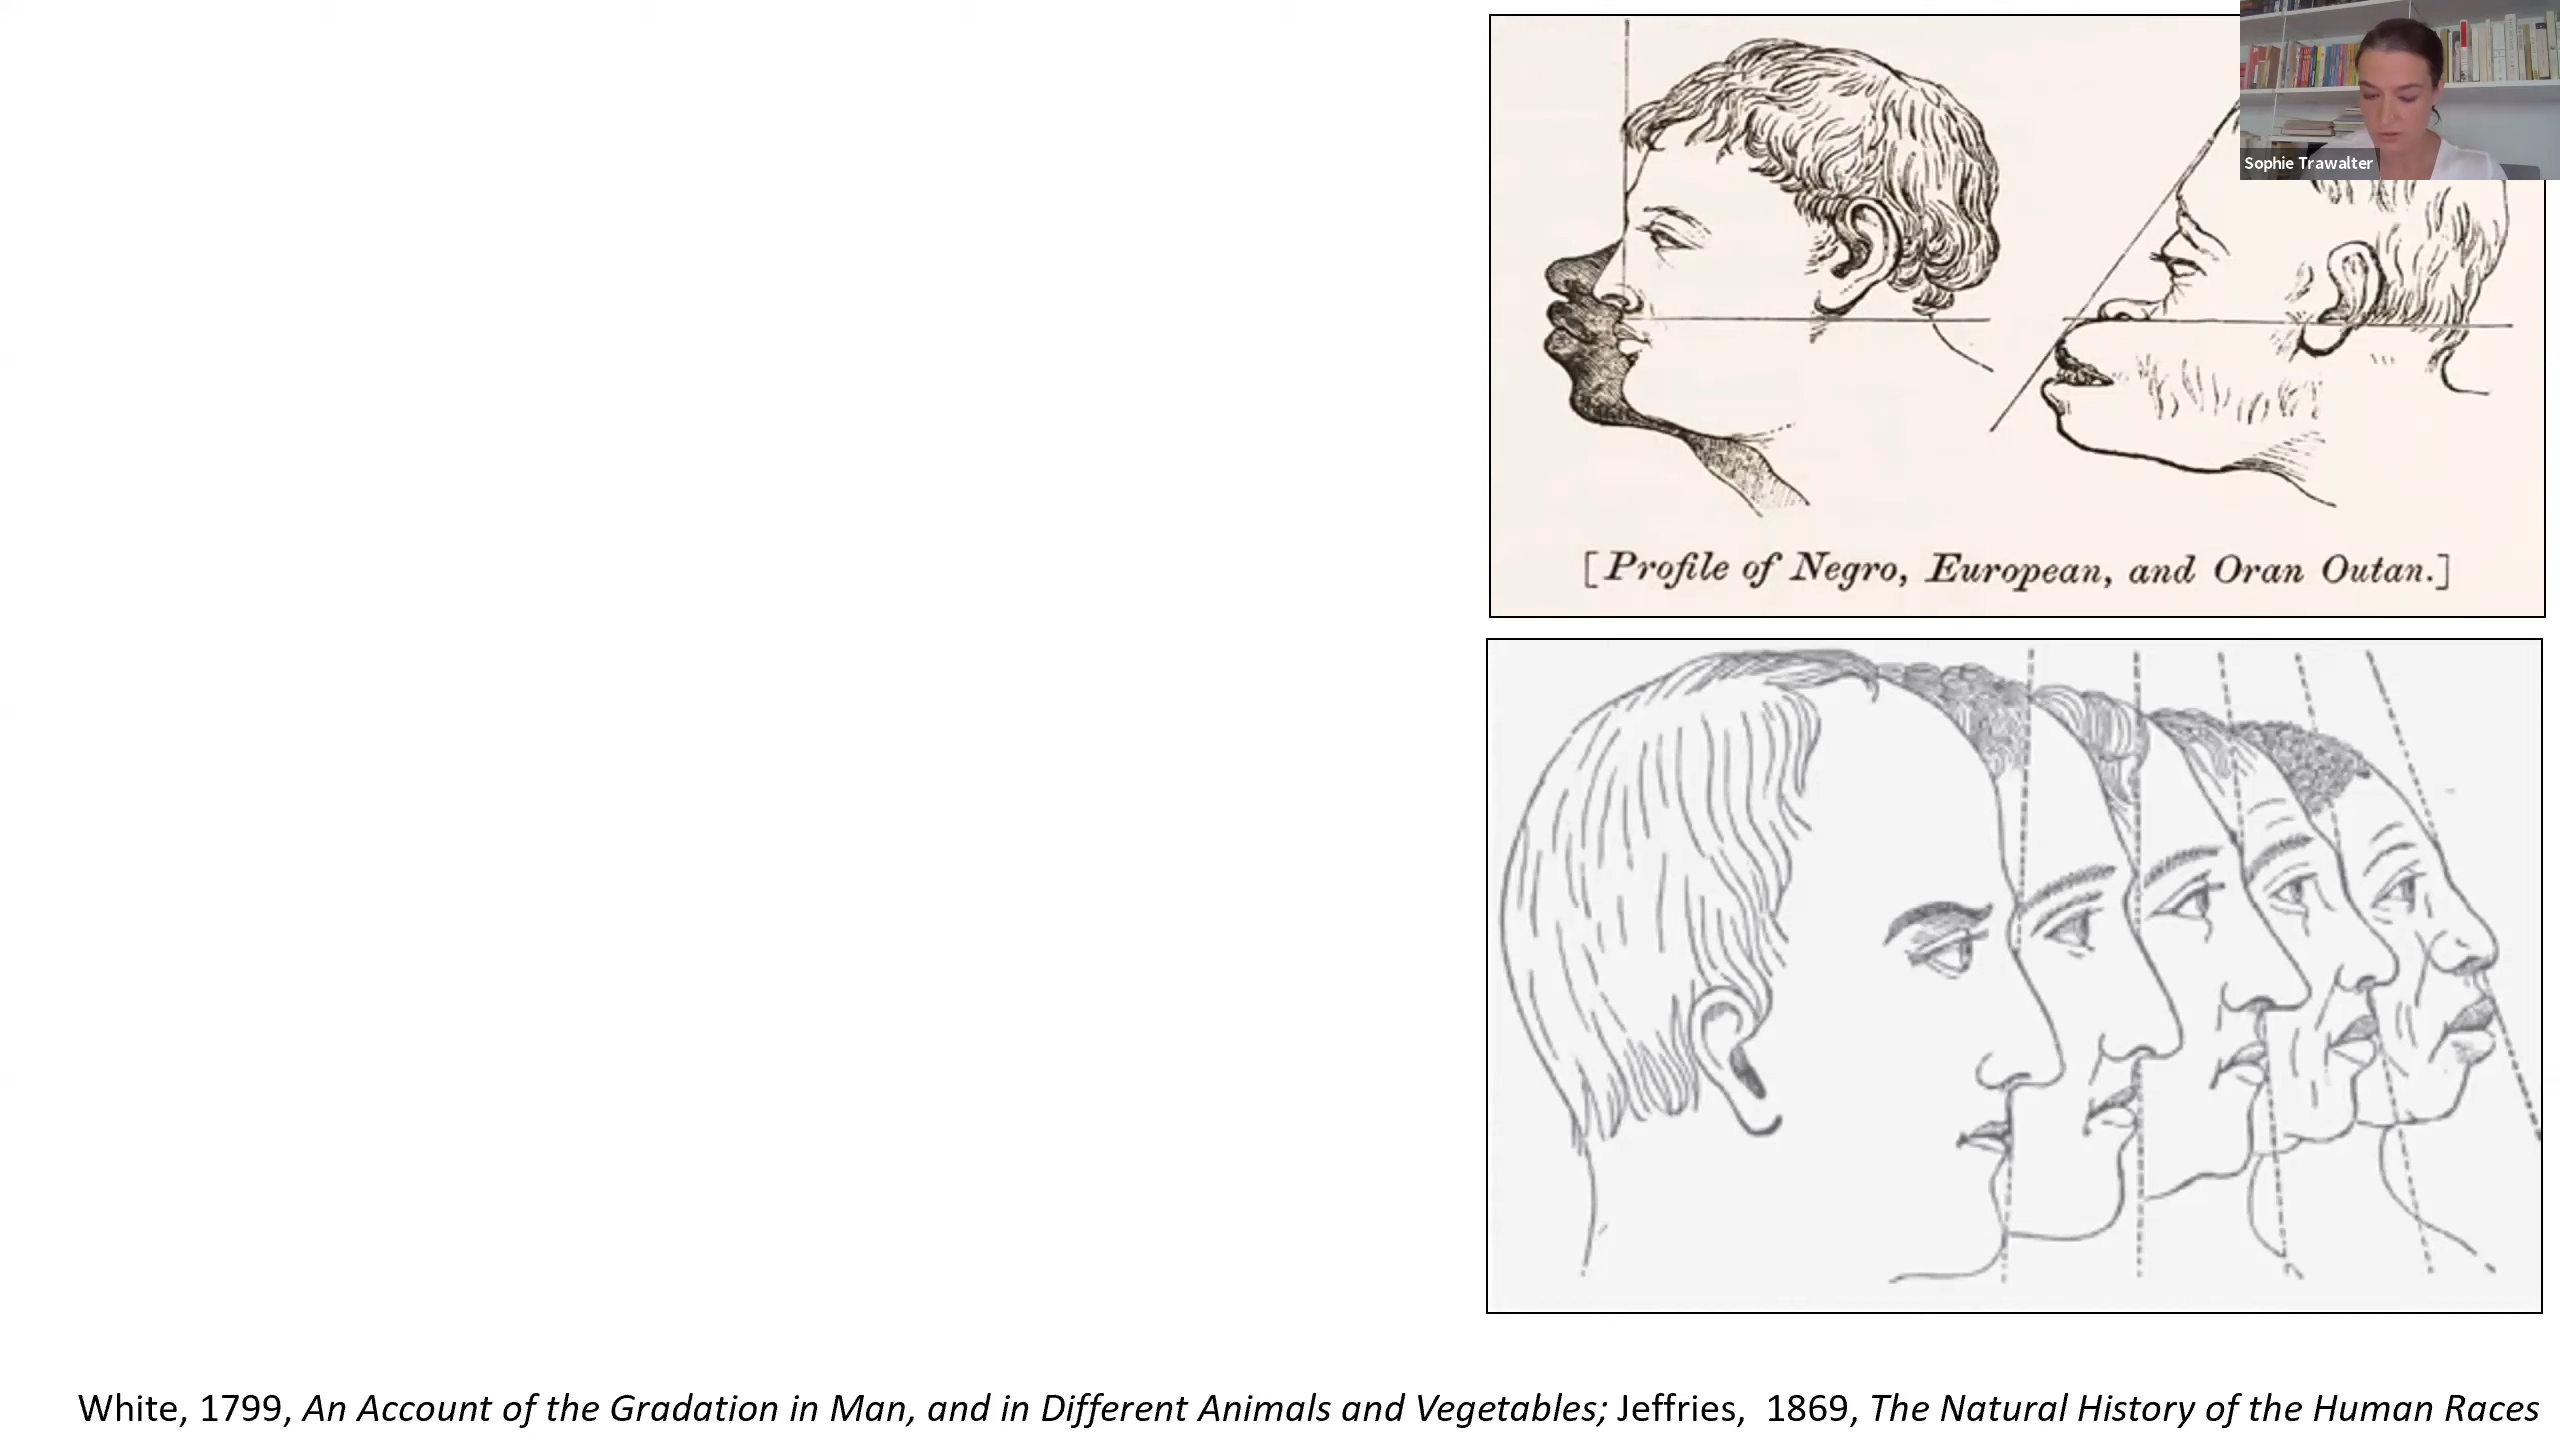 Sophie Trawalter
[Profile of Negro, European, and Oran Outan.]
White, 1799, An Account of the Gradation in Man, and in Different Animals and Vegetables; Jeffries, 1869, The Natural History of the Human Races